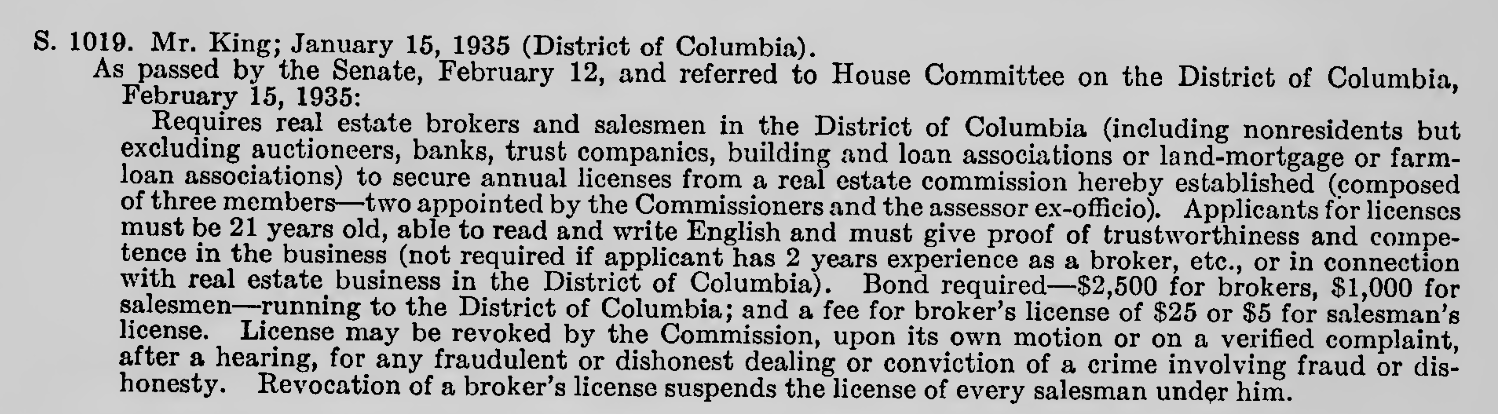 S. 1019. Mr. King; January 15, 1935 (District of Columbia).
As passed by the Senate, February 12, and referred to House Committee on the District of Columbia,
February 15, 1935:
Requires real estate brokers and salesmen in the District of Columbia (including nonresidents but
excluding auctioneers, banks, trust companies, building and loan associations or land-mortgage or farm-
loan associations) to secure annual licenses from a real estate commission hereby established (composed
of three members—two appointed by the Commissioners and the assessor ex-officio). Applicants for licenses
must be 21 years old, able to read and write English and must give proof of trustworthiness and compe-
tence in the business (not required if applicant has 2 years experience as a broker, etc., or in connection
with real estate business in the District of Columbia). Bond required—$2,500 for brokers, $1,000 for
salesmen—running to the District of Columbia; and a fee for broker's license of $25 or $5 for salesman's
license. License may be revoked by the Commission, upon its own motion or on a verified complaint,
after a hearing, for any fraudulent or dishonest dealing or conviction of a crime involving fraud or dis-
honesty. Revocation of a broker's license suspends the license of every salesman under him.